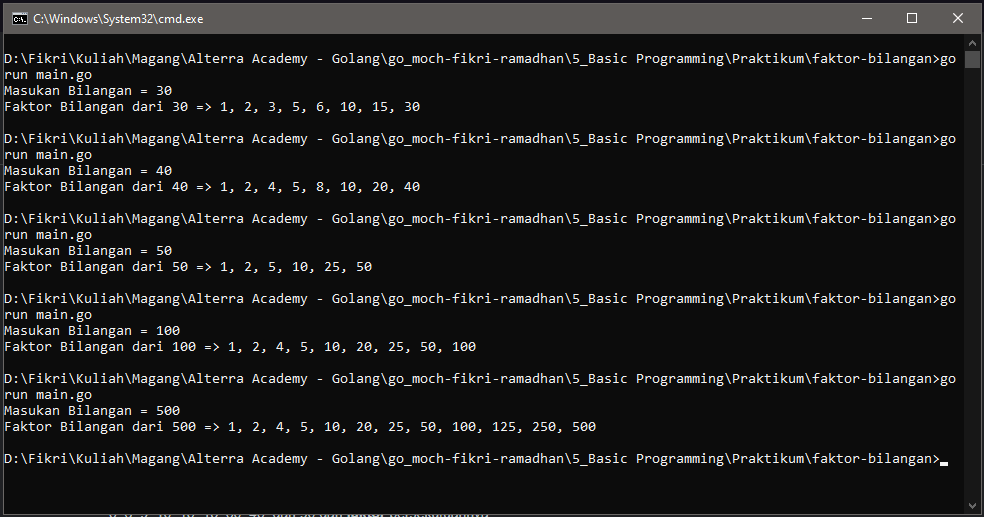 C:\Windows\System32\cmd.exe
D:\Fikri\Kuliah\Magang\Alterra Academy - Golang\go_moch-fikri-ramadhan\5_Basic Programming\Praktikum\faktor-bilangan>go
run main.go
Masukan Bilangan = 30
Faktor Bilangan dari 30 => 1, 2, 3, 5, 6, 10, 15, 30
D:\Fikri\Kuliah\Magang\Alterra Academy - Golang\go_moch-fikri-ramadhan\5_Basic Programming\Praktikum\faktor-bilangan>go
run main.go
Masukan Bilangan = 40
Faktor Bilangan dari 40 => 1, 2, 4, 5, 8, 10, 20, 40
D:\Fikri\Kuliah\Magang\Alterra Academy - Golang\go_moch-fikri-ramadhan\5_Basic Programming\Praktikum\faktor-bilangan>go
run main.go
Masukan Bilangan = 50
Faktor Bilangan dari 50 => 1, 2, 5, 10, 25, 50
D:\Fikri\Kuliah\Magang\Alterra Academy - Golang\go_moch-fikri-ramadhan\5_Basic Programming\Praktikum\faktor-bilangan>go
run main.go
Masukan Bilangan = 100
Faktor Bilangan dari 100 => 1, 2, 4, 5, 10, 20, 25, 50, 100
D:\Fikri\Kuliah\Magang\Alterra Academy - Golang\go_moch-fikri-ramadhan\5_Basic Programming\Praktikum\faktor-bilangan>go
run main.go
Masukan Bilangan = 500
Faktor Bilangan dari 500 => 1, 2, 4, 5, 10, 20, 25, 50, 100, 125, 250, 500
D:\Fikri\Kuliah\Magang\Alterra Academy - Golang\go_moch-fikri-ramadhan\5_Basic Programming\Praktikum\faktor-bilangan>